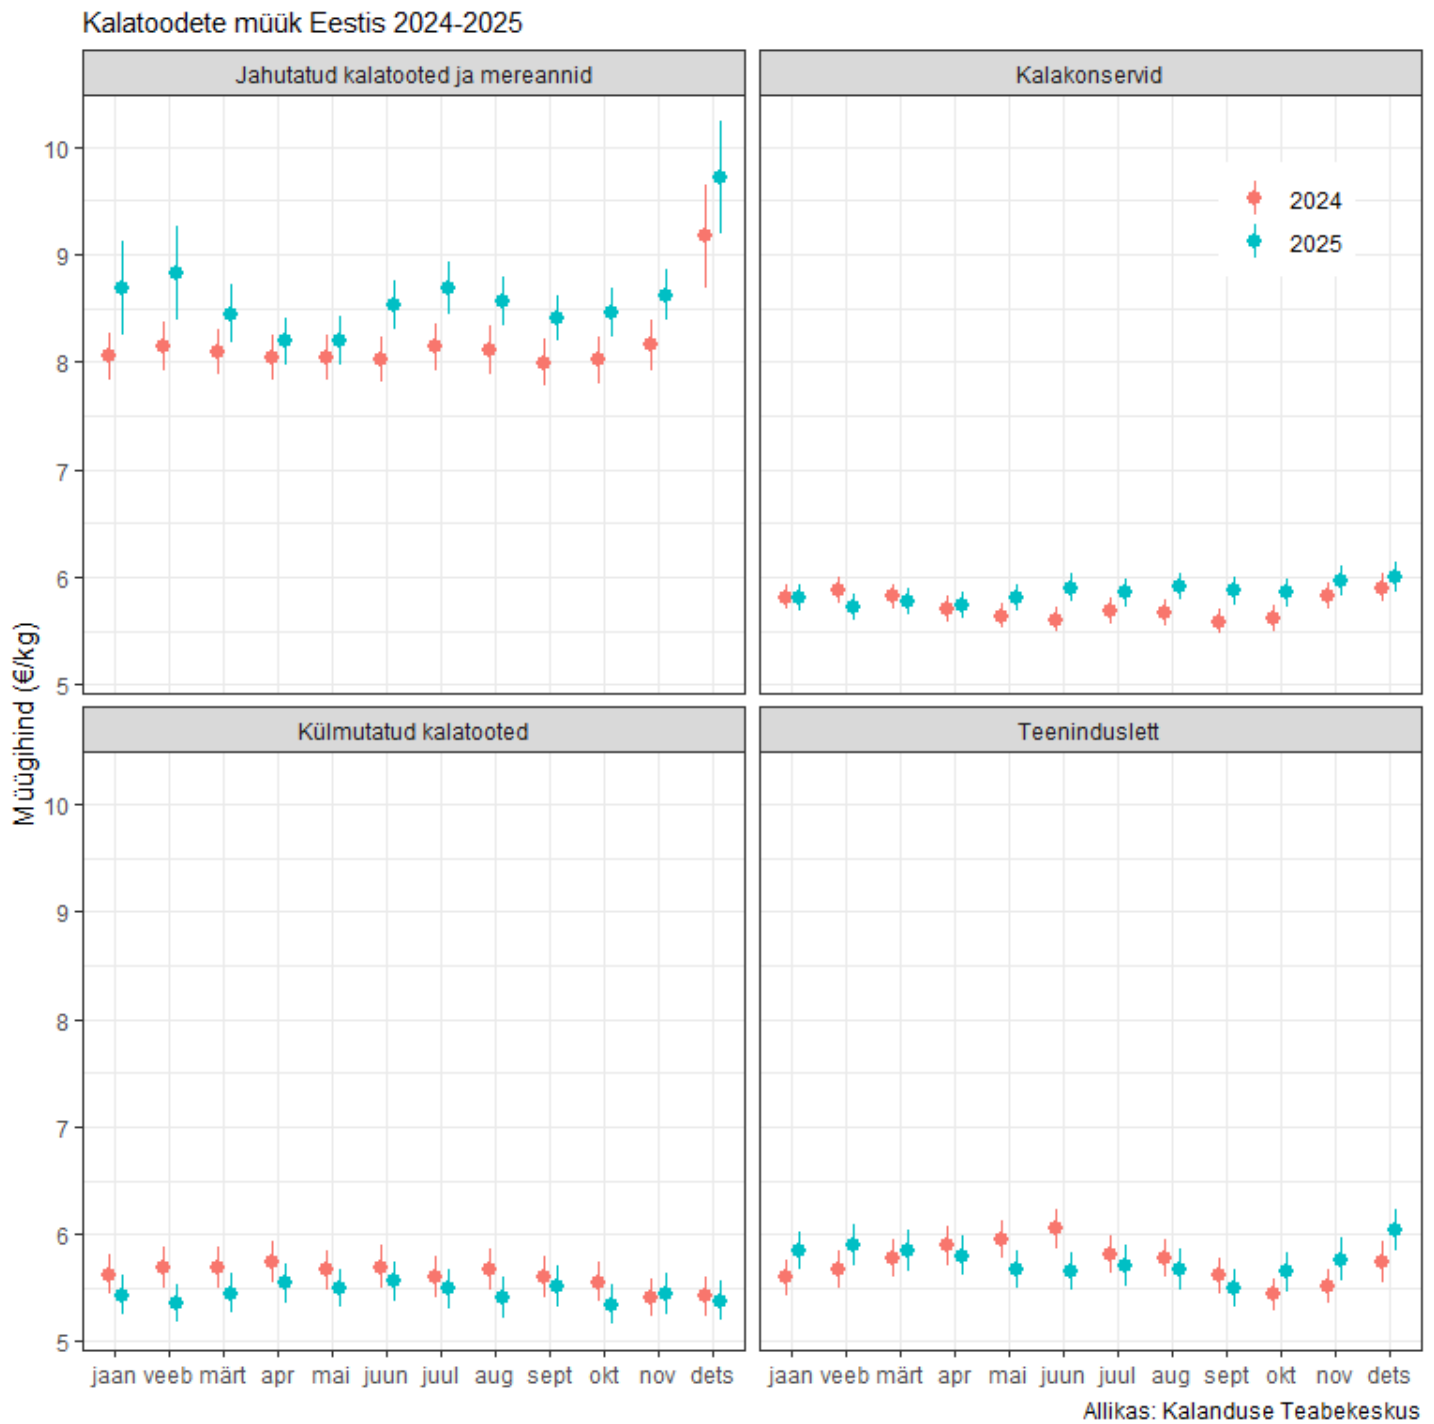 Kalatoodete müük Eestis 2024-2025
Jahutatud kalatooted ja mereannid
Kalakonservid
10
9
8
7
6
5
2024
2025
Müügihind (€/kg)
Külmutatud kalatooted
Teeninduslett
10
9
8
7
6
5
jaan veeb märt apr mai juun juul aug sept okt nov dets
jaan veeb märt apr mai juun juul aug sept okt nov dets
Allikas: Kalanduse Teabekeskus